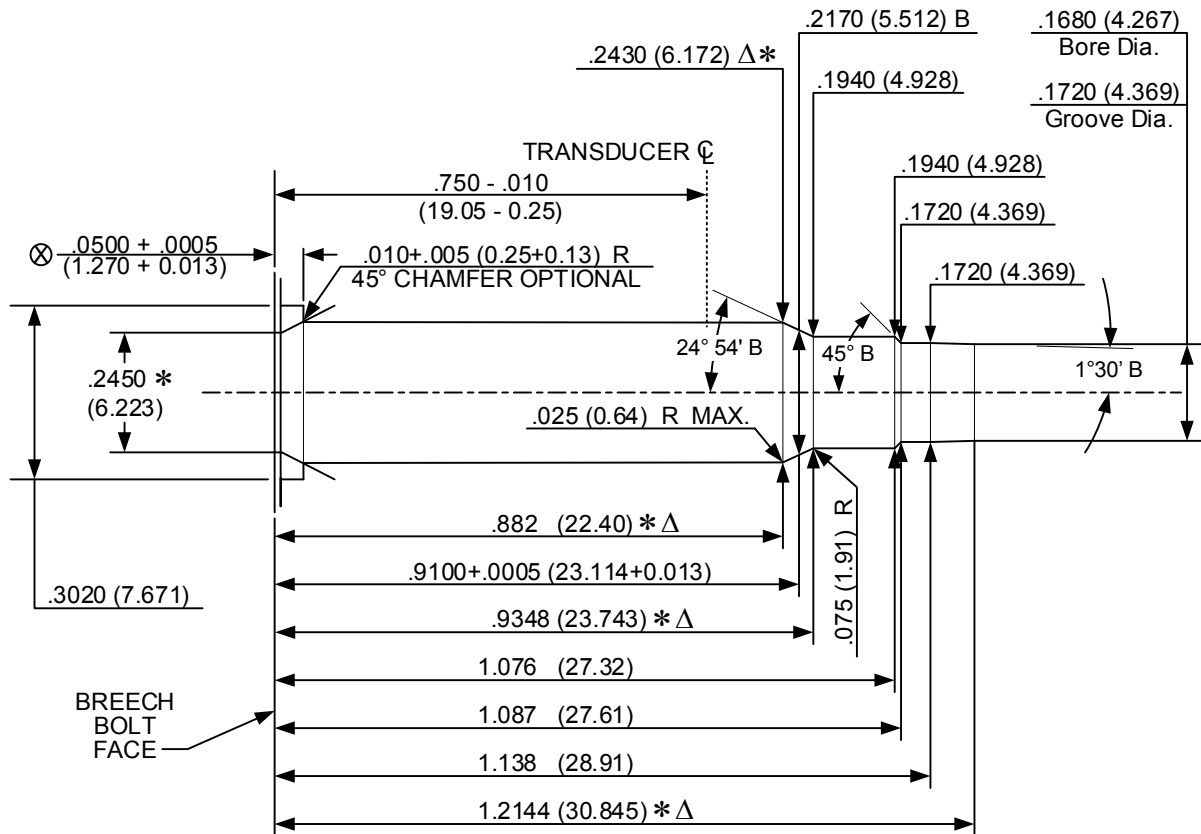 .2170 (5.512) B
.1680 (4.267)
Bore Dia.
.2430 (6.172) Δ*
.1940 (4.928)
.1720 (4.369)
Groove Dia.
TRANSDUCER ℄
.750 - .010
(19.05 - 0.25)
.1940 (4.928)
.1720 (4.369)
⊗ .0500 + .0005
(1.270 + 0.013)
.010+.005 (0.25+0.13) R
45° CHAMFER OPTIONAL
.1720 (4.369)
24° 54' B
45° B
1°30' B
.2450 *
(6.223)
.025 (0.64) R MAX.
.075 (1.91) R
.882 (22.40) * Δ
.9100+.0005 (23.114+0.013)
.3020 (7.671)
.9348 (23.743) * Δ
1.076 (27.32)
BREECH
BOLT
FACE
1.087 (27.61)
1.138 (28.91)
1.2144 (30.845) * Δ